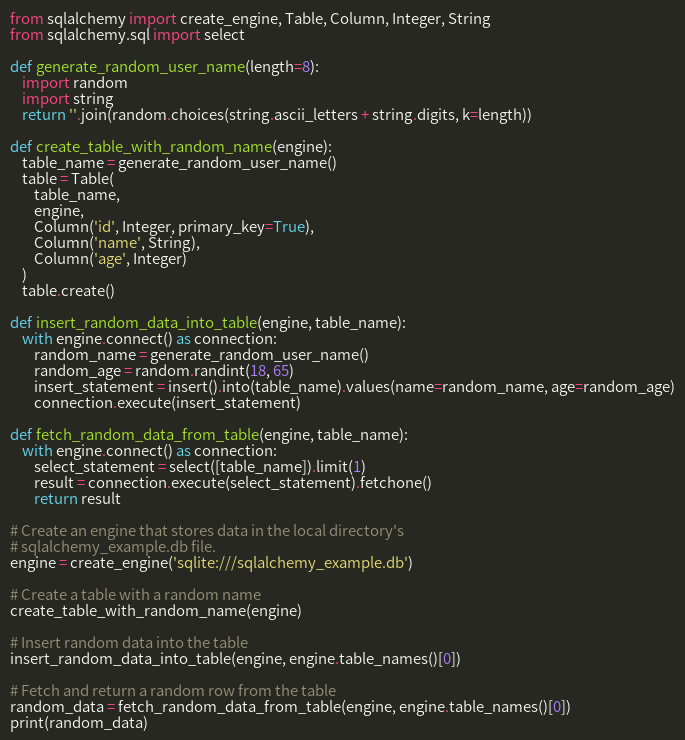 from sqlalchemy import create_engine, Table, Column, Integer, String
from sqlalchemy.sql import select

def generate_random_user_name(length=8):
    import random
    import string
    return ''.join(random.choices(string.ascii_letters + string.digits, k=length))

def create_table_with_random_name(engine):
    table_name = generate_random_user_name()
    table = Table(
        table_name,
        engine,
        Column('id', Integer, primary_key=True),
        Column('name', String),
        Column('age', Integer)
    )
    table.create()

def insert_random_data_into_table(engine, table_name):
    with engine.connect() as connection:
        random_name = generate_random_user_name()
        random_age = random.randint(18, 65)
        insert_statement = insert().into(table_name).values(name=random_name, age=random_age)
        connection.execute(insert_statement)

def fetch_random_data_from_table(engine, table_name):
    with engine.connect() as connection:
        select_statement = select([table_name]).limit(1)
        result = connection.execute(select_statement).fetchone()
        return result

# Create an engine that stores data in the local directory's
# sqlalchemy_example.db file.
engine = create_engine('sqlite:///sqlalchemy_example.db')

# Create a table with a random name
create_table_with_random_name(engine)

# Insert random data into the table
insert_random_data_into_table(engine, engine.table_names()[0])

# Fetch and return a random row from the table
random_data = fetch_random_data_from_table(engine, engine.table_names()[0])
print(random_data)